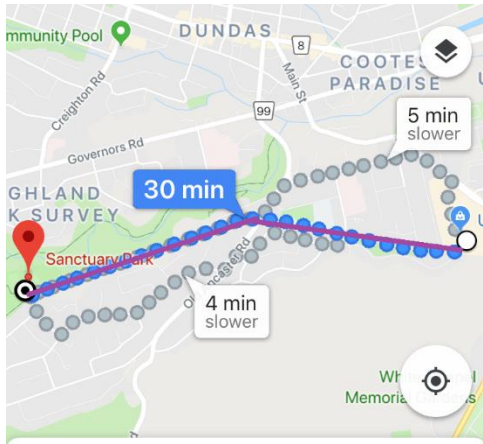 mmunity Pool
DUNDAS
8
Creighton Rd
Main St
COOTES
PARADISE
99
5 min
slower
Governors Rd
GHLAND
K SURVEY
30 min
Sanctuary Park
4 min
slower
Memorial Gardens